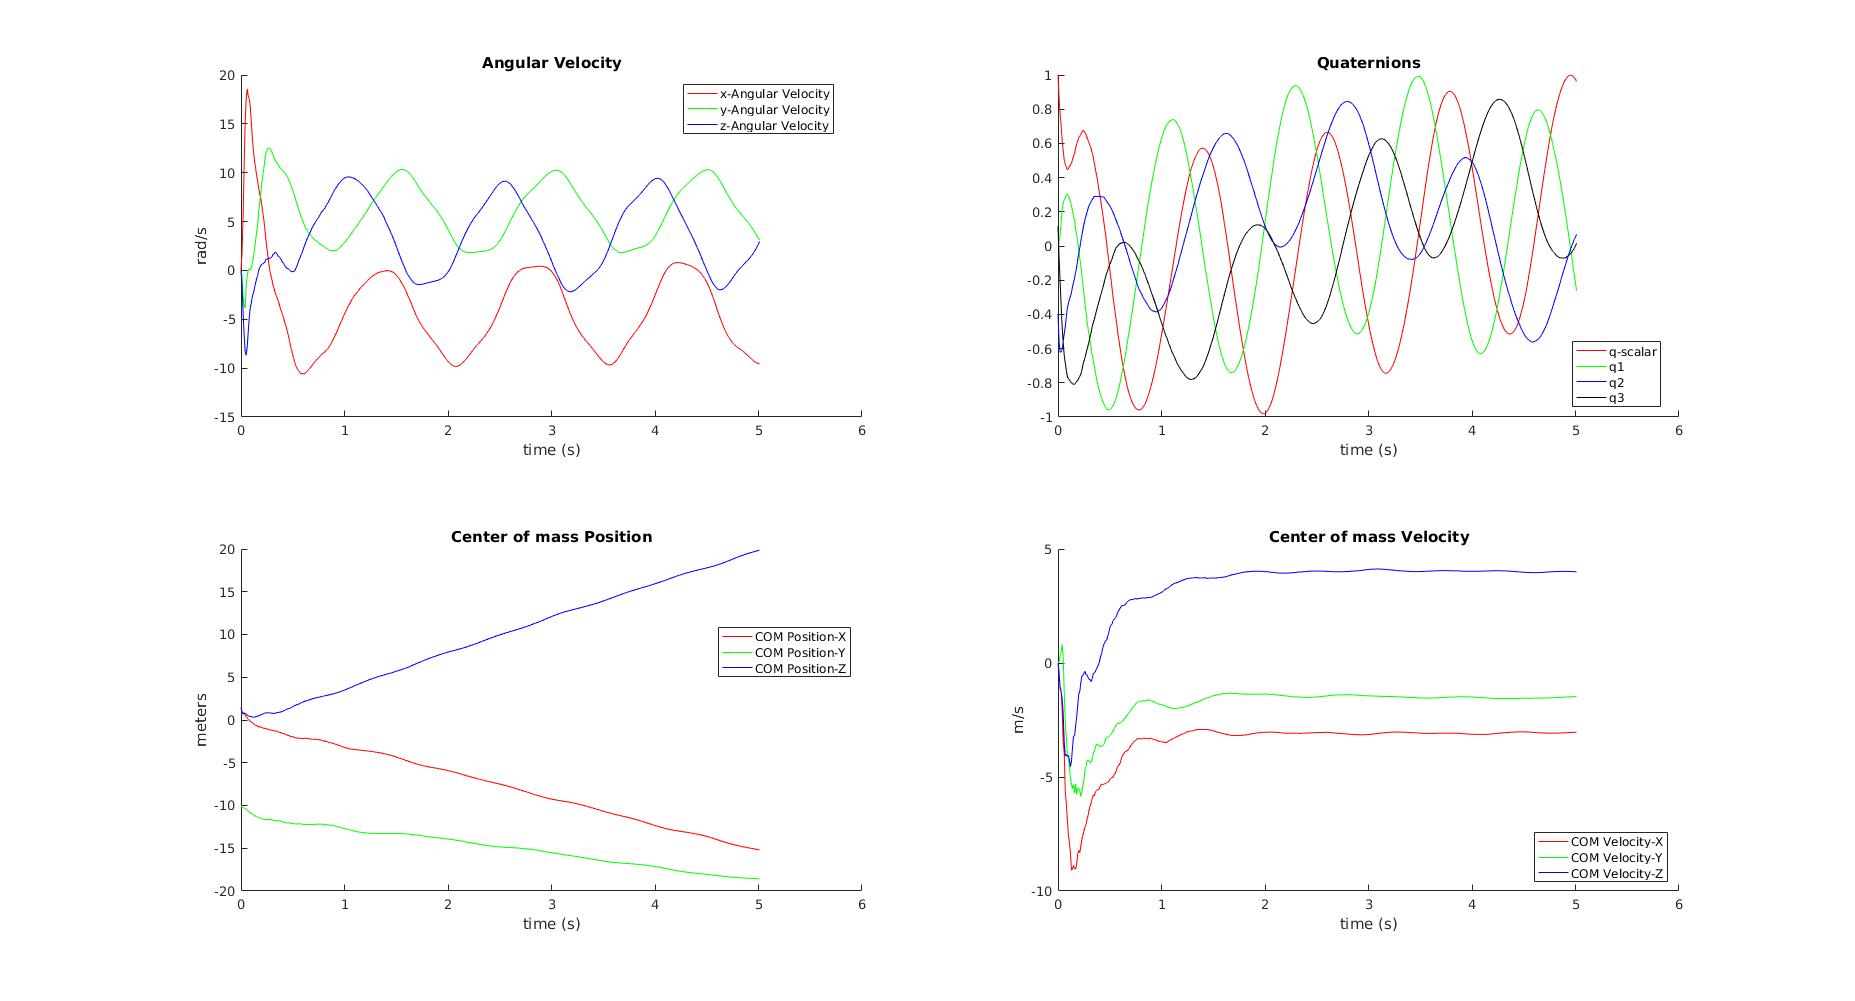 Angular Velocity
20
15
10
5
0
-5
-10
-15
rad/s
x-Angular Velocity
y-Angular Velocity
z-Angular Velocity
0 1 2 3 4 5 6
time (s)
Quaternions
1
0.8
0.6
0.4
0.2
0
-0.2
-0.4
-0.6
-0.8
-1
q-scalar
q1
q2
q3
0 1 2 3 4 5 6
time (s)
Center of mass Position
20
15
10
5
0
-5
-10
-15
-20
meters
COM Position-X
COM Position-Y
COM Position-Z
0 1 2 3 4 5 6
time (s)
Center of mass Velocity
5
0
-5
-10
m/s
COM Velocity-X
COM Velocity-Y
COM Velocity-Z
0 1 2 3 4 5 6
time (s)